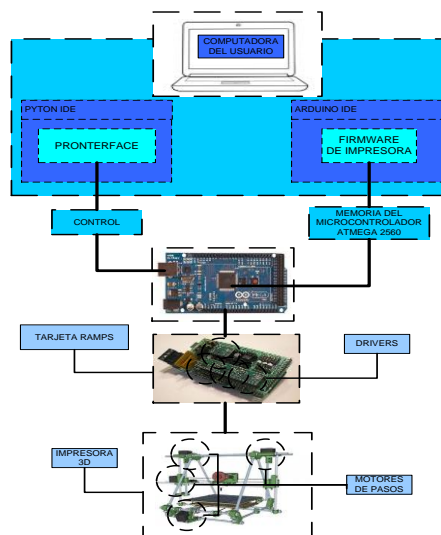 COMPUTADORA
DEL USUARIO
PYTON IDE
ARDUINO IDE
PRONTERFACE
FIRMWARE
DE IMPRESORA
CONTROL
MEMORIA DEL
MICROCONTROLADOR
ATMEGA 2560
TARJETA RAMPS
DRIVERS
IMPRESORA
3D
MOTORES
DE PASOS